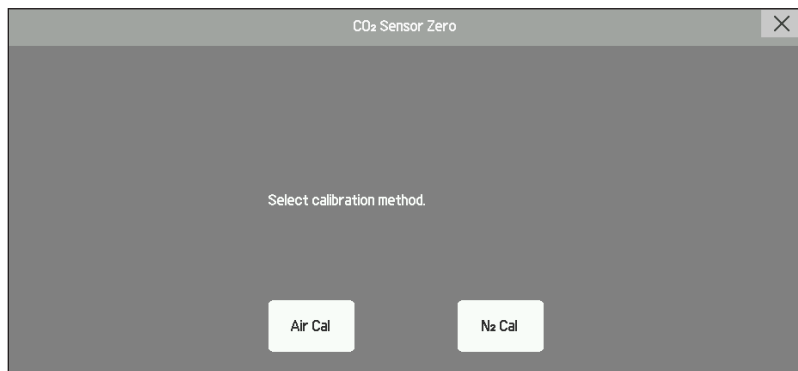 CO₂ Sensor Zero
Select calibration method.
Air Cal
N₂ Cal